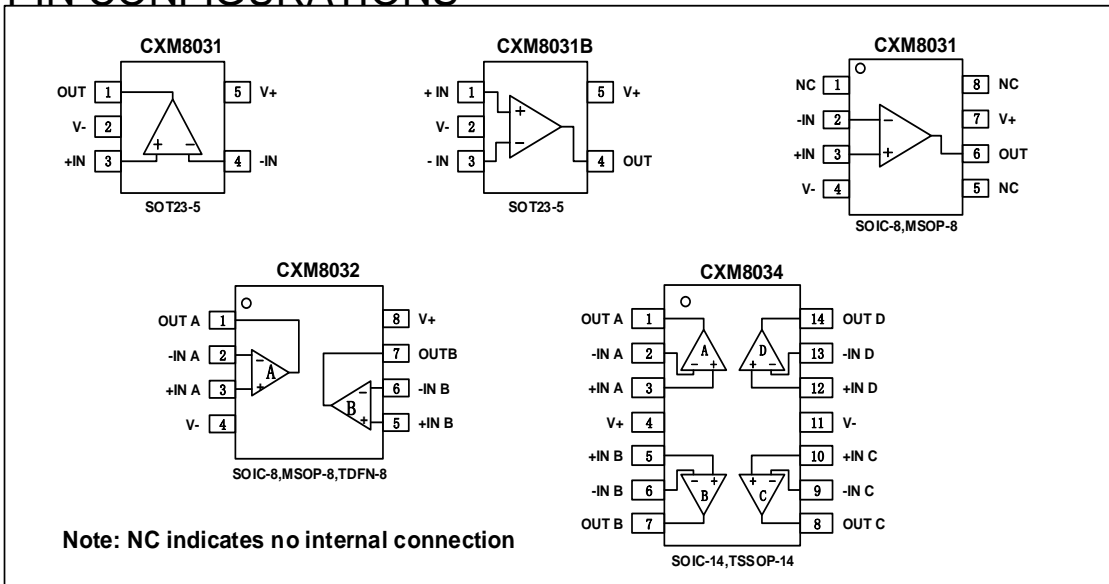 PIN CONFIGURATIONS
CXM8031
OUT 1
5 V+
V- 2
+IN 3
4 -IN
+ −
SOT23-5
CXM8031B
+ IN 1
5 V+
V- 2
- IN 3
4 OUT
+
−
SOT23-5
CXM8031
NC 1
8 NC
-IN 2
7 V+
+IN 3
6 OUT
V- 4
5 NC
−
+
SOIC-8,MSOP-8
CXM8032
OUT A 1
8 V+
-IN A 2
7 OUTB
+IN A 3
6 -IN B
V- 4
5 +IN B
− A +
− B +
SOIC-8,MSOP-8,TDFN-8
CXM8034
OUT A 1
14 OUT D
-IN A 2
13 -IN D
+IN A 3
12 +IN D
V+ 4
11 V-
+IN B 5
10 +IN C
-IN B 6
9 -IN C
OUT B 7
8 OUT C
A D
− + + −
− + + −
B C
SOIC-14,TSSOP-14
Note: NC indicates no internal connection